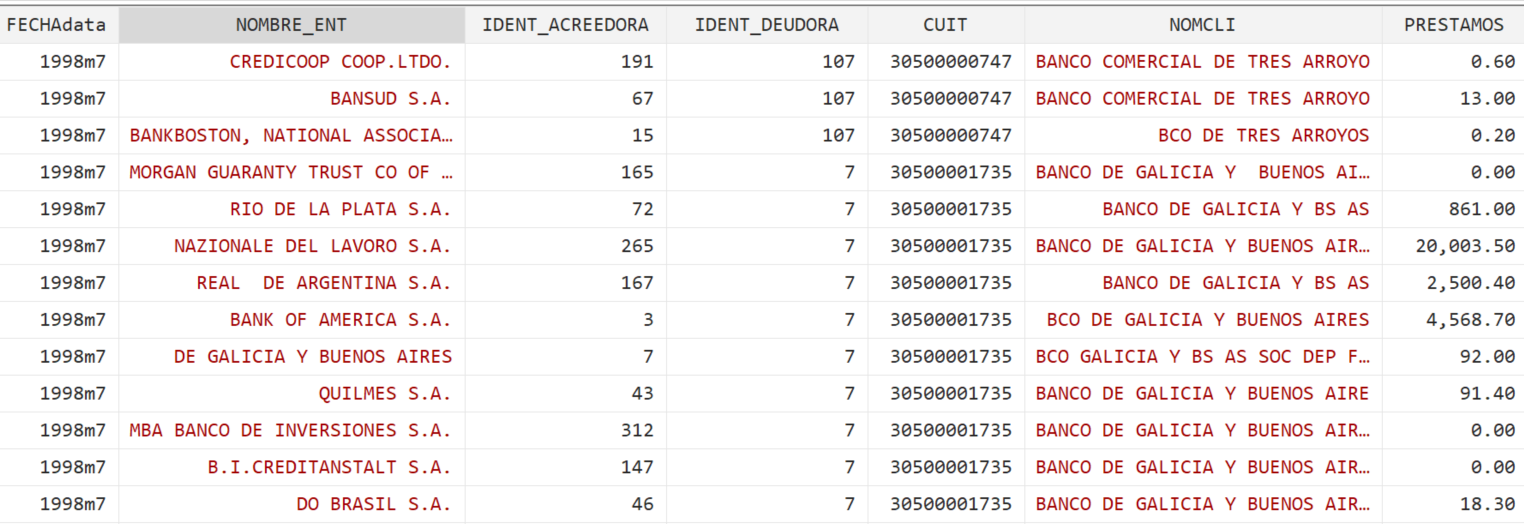 FECHAdata NOMBRE_ENT IDENT_ACREEDORA IDENT_DEUDORA CUIT NOMCLI PRESTAMOS
1998m7 CREDICOOP COOP.LTDO. 191 107 30500000747 BANCO COMERCIAL DE TRES ARROYO 0.60
1998m7 BANSUD S.A. 67 107 30500000747 BANCO COMERCIAL DE TRES ARROYO 13.00
1998m7 BANKBOSTON, NATIONAL ASSOCIA… 15 107 30500000747 BCO DE TRES ARROYOS 0.20
1998m7 MORGAN GUARANTY TRUST CO OF … 165 7 30500001735 BANCO DE GALICIA Y  BUENOS AI… 0.00
1998m7 RIO DE LA PLATA S.A. 72 7 30500001735 BANCO DE GALICIA Y BS AS 861.00
1998m7 NAZIONALE DEL LAVORO S.A. 265 7 30500001735 BANCO DE GALICIA Y BUENOS AIR… 20,003.50
1998m7 REAL  DE ARGENTINA S.A. 167 7 30500001735 BANCO DE GALICIA Y BS AS 2,500.40
1998m7 BANK OF AMERICA S.A. 3 7 30500001735 BCO DE GALICIA Y BUENOS AIRES 4,568.70
1998m7 DE GALICIA Y BUENOS AIRES 7 7 30500001735 BCO GALICIA Y BS AS SOC DEP F… 92.00
1998m7 QUILMES S.A. 43 7 30500001735 BANCO DE GALICIA Y BUENOS AIRE 91.40
1998m7 MBA BANCO DE INVERSIONES S.A. 312 7 30500001735 BANCO DE GALICIA Y BUENOS AIR… 0.00
1998m7 B.I.CREDITANSTALT S.A. 147 7 30500001735 BANCO DE GALICIA Y BUENOS AIR… 0.00
1998m7 DO BRASIL S.A. 46 7 30500001735 BANCO DE GALICIA Y BUENOS AIR… 18.30